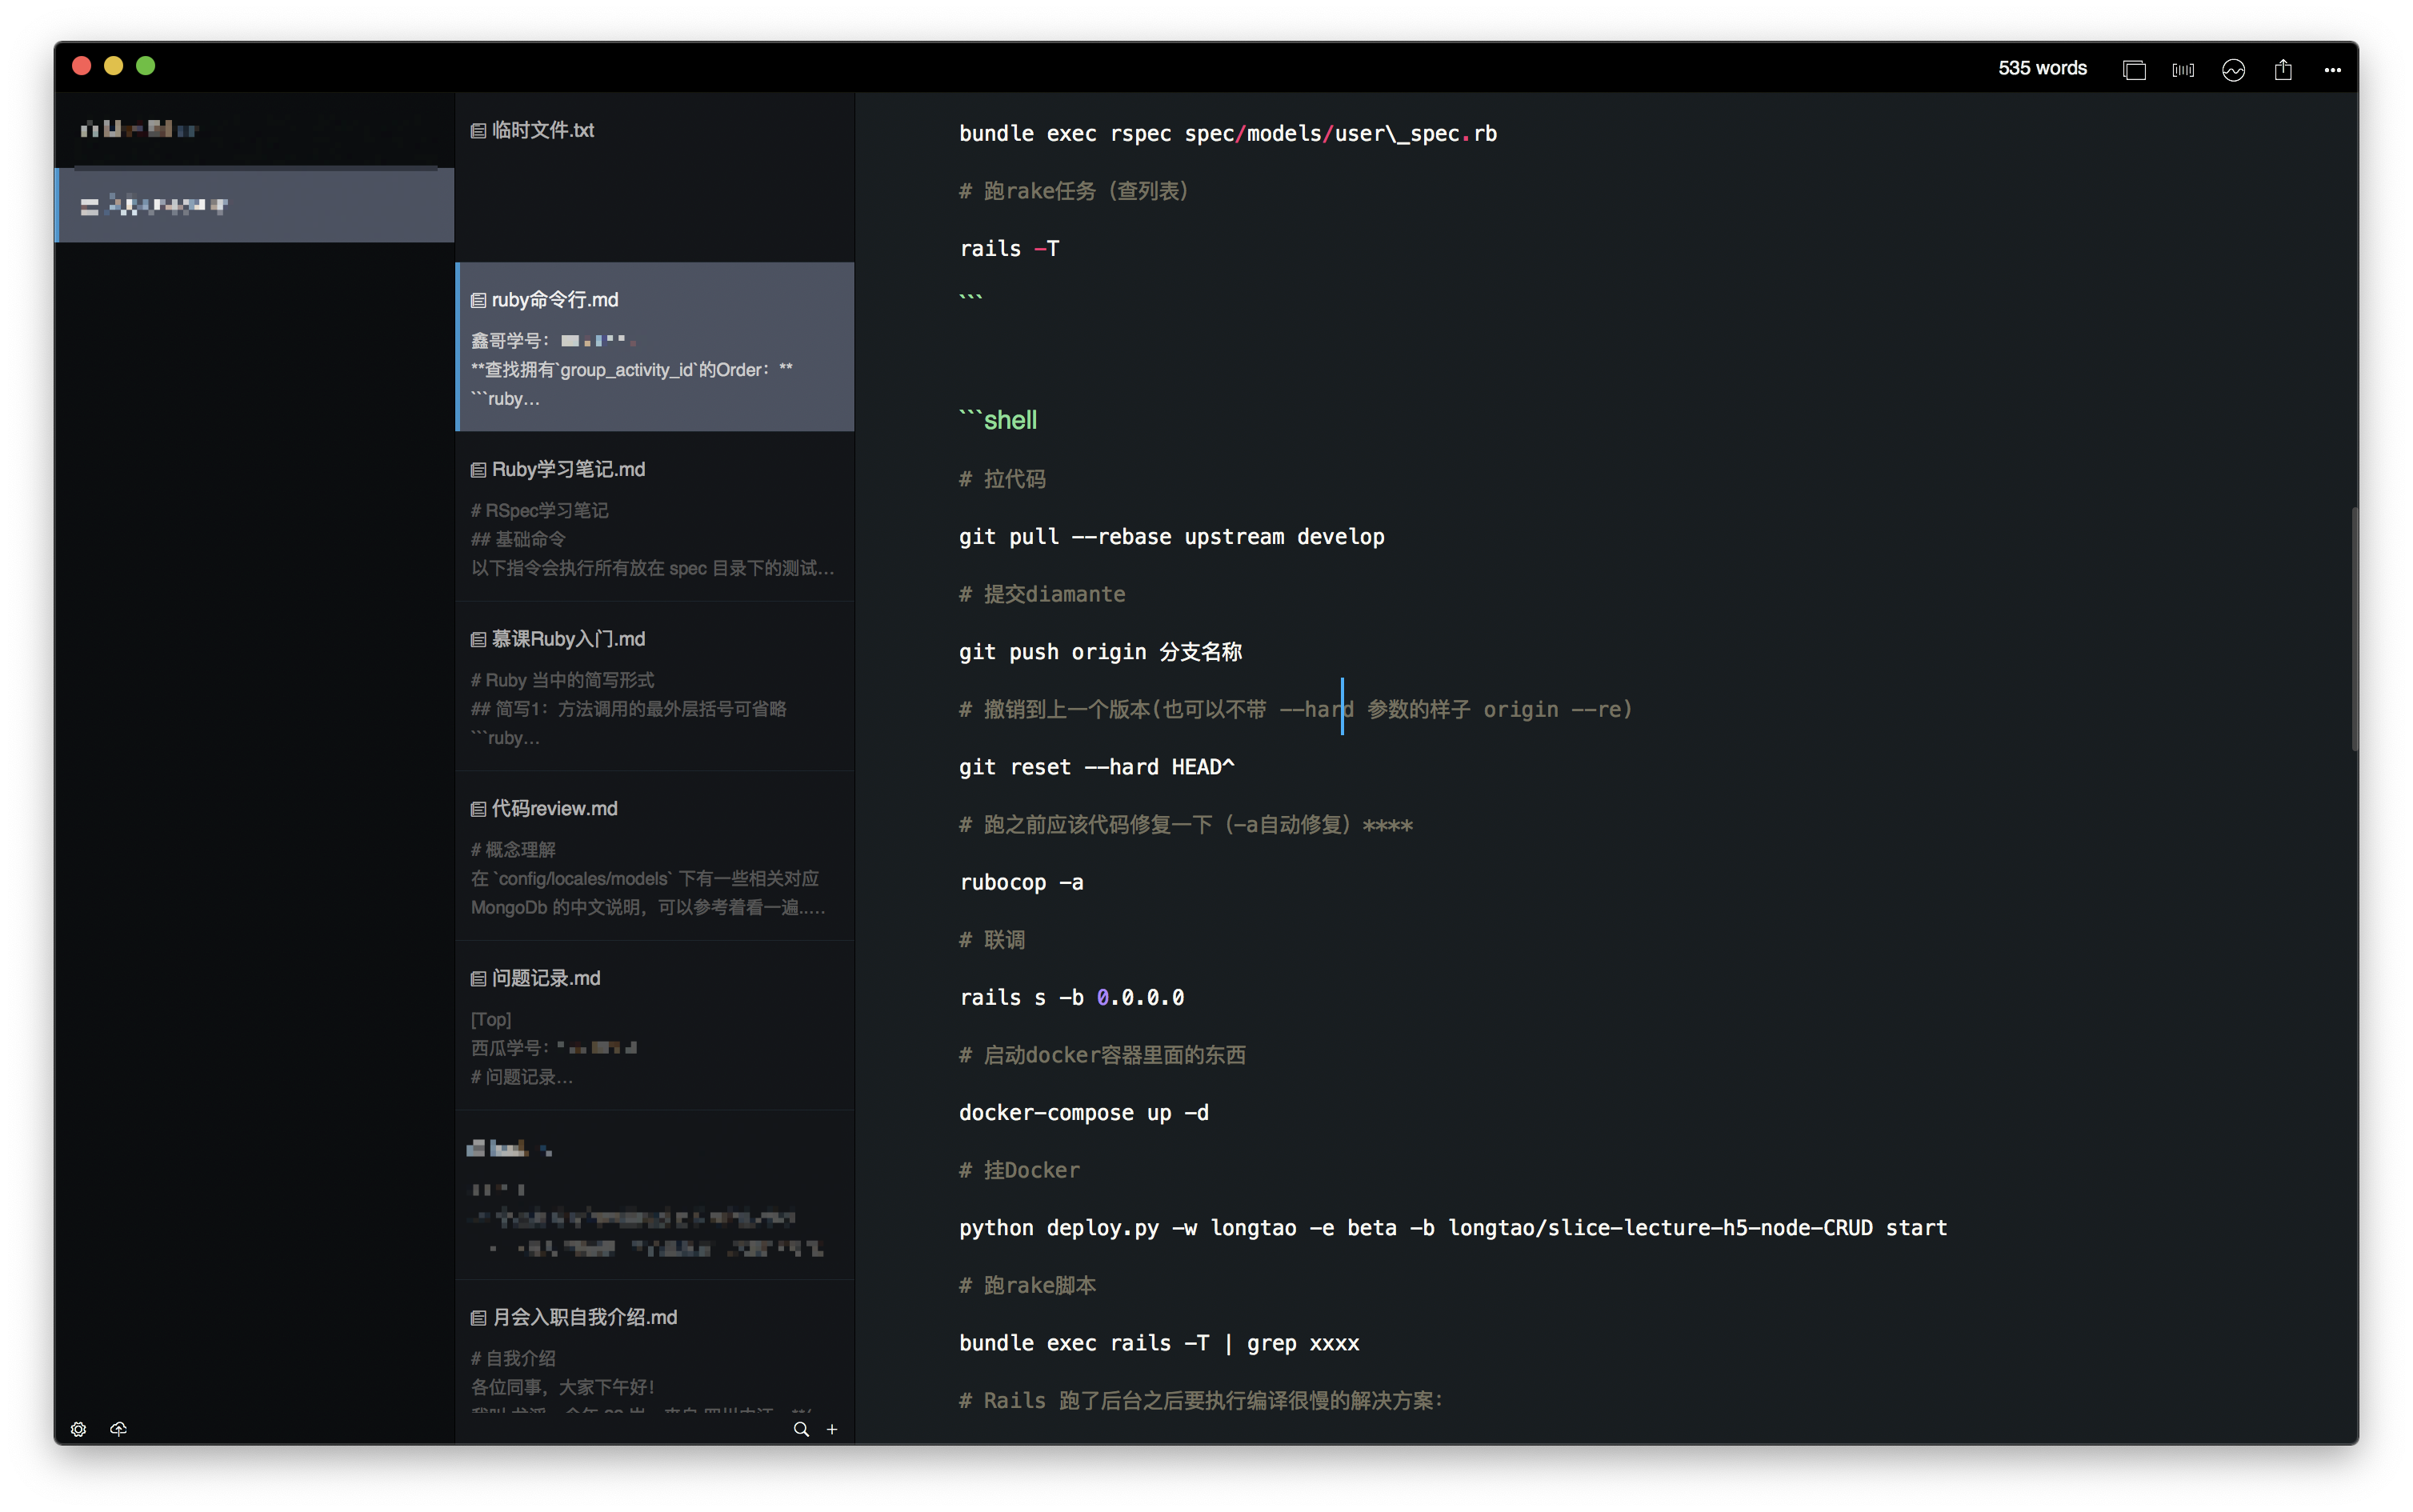 535 words
临时文件.txt
ruby命令行.md
鑫哥学号：
**查找拥有`group_activity_id`的Order：**
```ruby...
Ruby学习笔记.md
# RSpec学习笔记
## 基础命令
以下指令会执行所有放在 spec 目录下的测试...
慕课Ruby入门.md
# Ruby 当中的简写形式
## 简写1：方法调用的最外层括号可省略
```ruby...
代码review.md
# 概念理解
在 `config/locales/models` 下有一些相关对应
MongoDb 的中文说明，可以参考着看一遍.....
问题记录.md
[Top]
西瓜学号：
# 问题记录...
月会入职自我介绍.md
# 自我介绍
各位同事，大家下午好！
bundle exec rspec spec/models/user\_spec.rb
# 跑rake任务（查列表）
rails -T
```
```shell
# 拉代码
git pull --rebase upstream develop
# 提交diamante
git push origin 分支名称
# 撤销到上一个版本(也可以不带 --hard 参数的样子 origin --re)
git reset --hard HEAD^
# 跑之前应该代码修复一下（-a自动修复）****
rubocop -a
# 联调
rails s -b 0.0.0.0
# 启动docker容器里面的东西
docker-compose up -d
# 挂Docker
python deploy.py -w longtao -e beta -b longtao/slice-lecture-h5-node-CRUD start
# 跑rake脚本
bundle exec rails -T | grep xxxx
# Rails 跑了后台之后要执行编译很慢的解决方案：